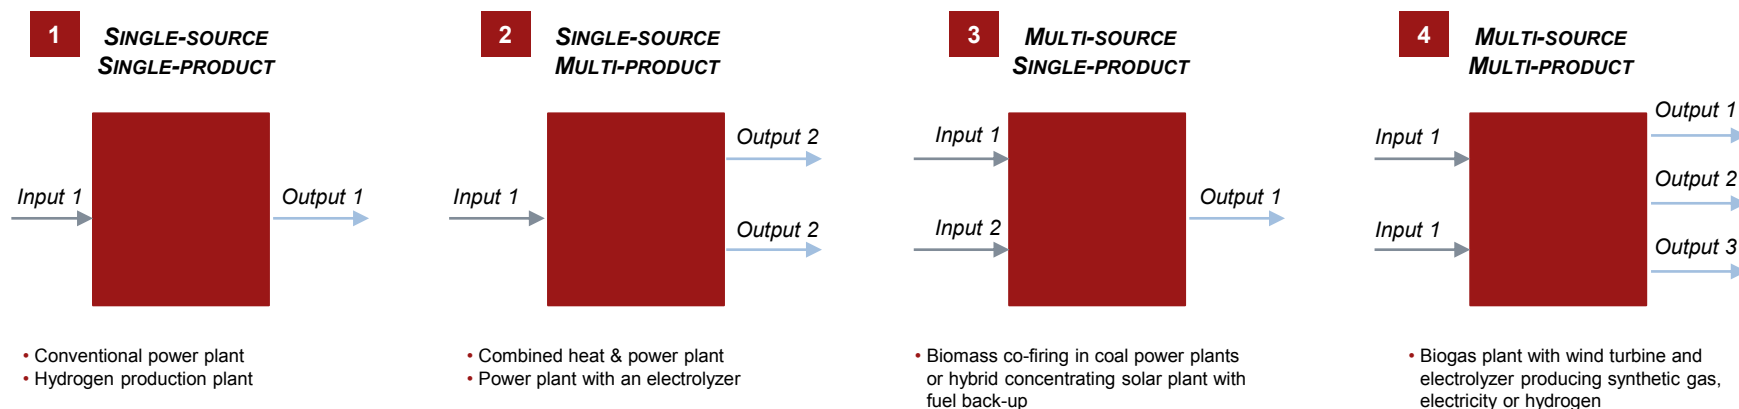 1
SINGLE-SOURCE
SINGLE-PRODUCT
Input 1
Output 1
• Conventional power plant
• Hydrogen production plant
2
SINGLE-SOURCE
MULTI-PRODUCT
Input 1
Output 2
Output 2
• Combined heat & power plant
• Power plant with an electrolyzer
3
MULTI-SOURCE
SINGLE-PRODUCT
Input 1
Input 2
Output 1
• Biomass co-firing in coal power plants
or hybrid concentrating solar plant with
fuel back-up
4
MULTI-SOURCE
MULTI-PRODUCT
Input 1
Input 1
Output 1
Output 2
Output 3
• Biogas plant with wind turbine and
electrolyzer producing synthetic gas,
electricity or hydrogen